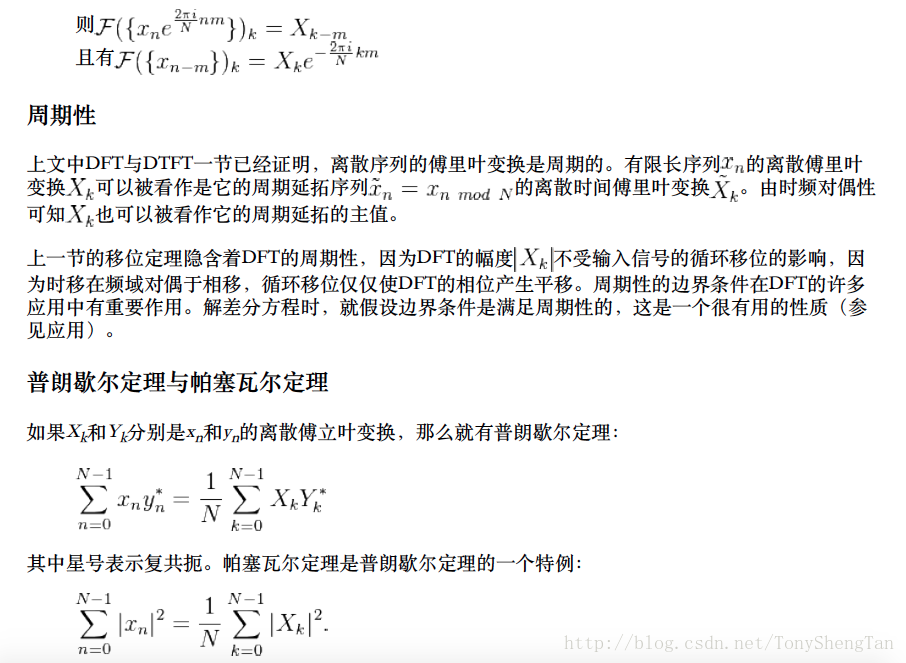 则$\mathcal{F}(\{x_n e^{\frac{2\pi i}{N}nm}\})_k = X_{k-m}$
且有$\mathcal{F}(\{x_{n-m}\})_k = X_k e^{-\frac{2\pi i}{N}km}$
周期性
上文中DFT与DTFT一节已经证明，离散序列的傅里叶变换是周期的。有限长序列$x_n$的离散傅里叶
变换$X_k$可以被看作是它的周期延拓序列$\tilde{x}_n = x_{n\ mod\ N}$的离散时间傅里叶变换$\tilde{X}_k$。由时频对偶性
可知$X_k$也可以被看作它的周期延拓的主值。
上一节的移位定理隐含着DFT的周期性，因为DFT的幅度$|X_k|$不受输入信号的循环移位的影响，因
为时移在频域对偶于相移，循环移位仅仅使DFT的相位产生平移。周期性的边界条件在DFT的许多
应用中有重要作用。解差分方程时，就假设边界条件是满足周期性的，这是一个很有用的性质（参
见应用）。
普朗歇尔定理与帕塞瓦尔定理
如果$X_k$和$Y_k$分别是$x_n$和$y_n$的离散傅立叶变换，那么就有普朗歇尔定理：
$\sum_{n=0}^{N-1} x_n y_n^* = \frac{1}{N} \sum_{k=0}^{N-1} X_k Y_k^*$
其中星号表示复共扼。帕塞瓦尔定理是普朗歇尔定理的一个特例：
$\sum_{n=0}^{N-1} |x_n|^2 = \frac{1}{N} \sum_{k=0}^{N-1} |X_k|^2.$
http://blog.csdn.net/TonyShengTan